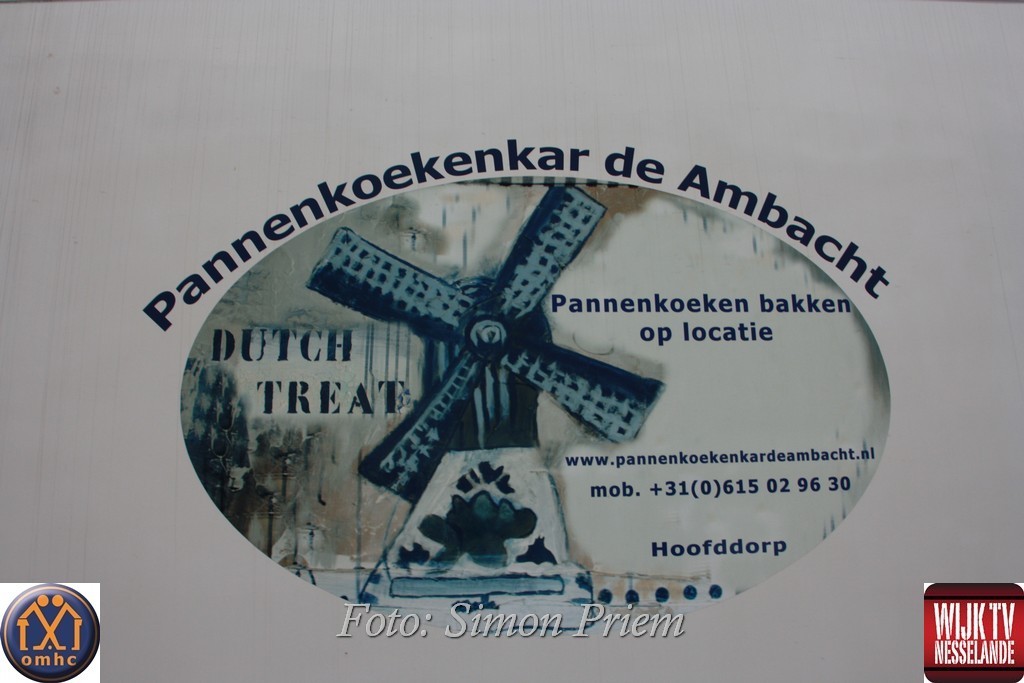 Pannenkoekenkar de Ambacht
DUTCH
TREAT
Pannenkoeken bakken
op locatie
www.pannenkoekenkardeambacht.nl
mob. +31(0)615 02 96 30
Hoofddorp
Foto: Simon Priem
omhc
WIJK TV
NESSELANDE